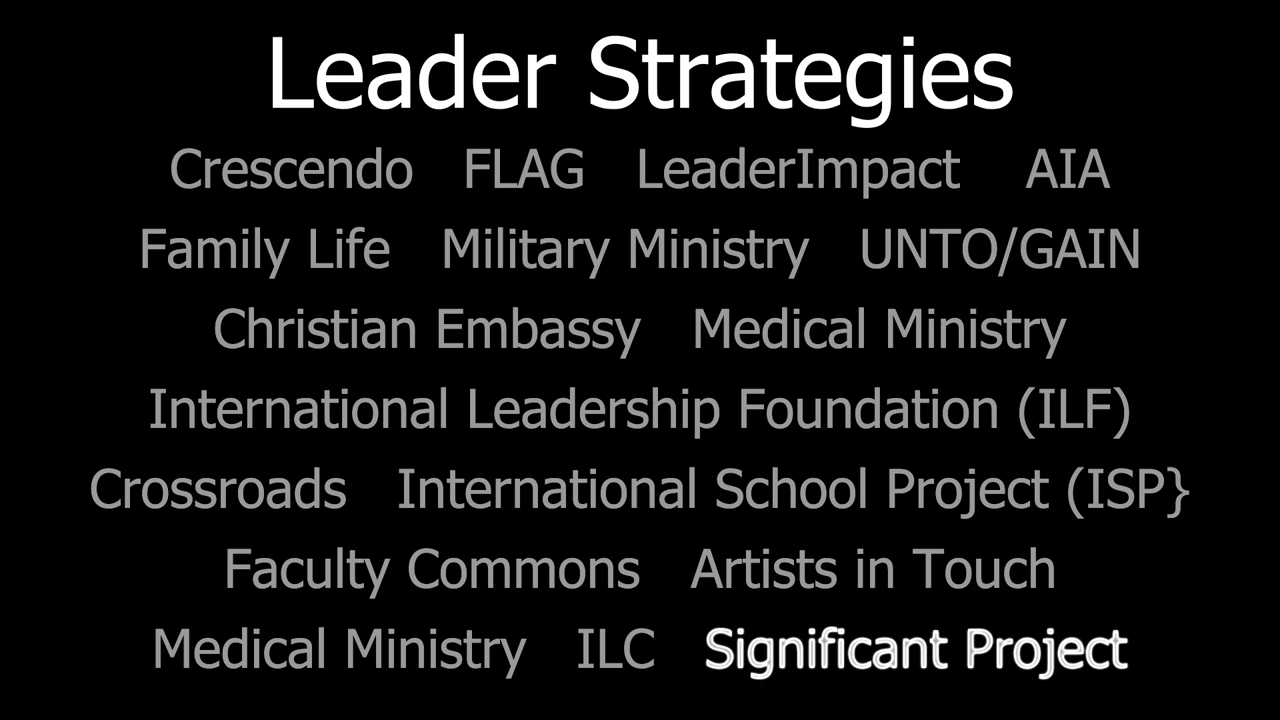 Leader Strategies
Crescendo FLAG LeaderImpact AIA
Family Life Military Ministry UNTO/GAIN
Christian Embassy Medical Ministry
International Leadership Foundation (ILF)
Crossroads International School Project (ISP}
Faculty Commons Artists in Touch
Medical Ministry ILC Significant Project